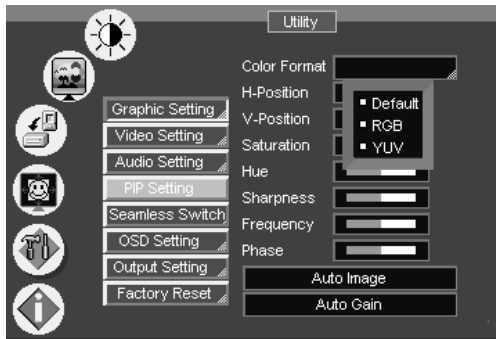 Utility
Color Format
H-Position
V-Position
Saturation
Hue
Sharpness
Frequency
Phase
Default
RGB
YUV
Graphic Setting
Video Setting
Audio Setting
PIP Setting
Seamless Switch
OSD Setting
Output Setting
Factory Reset
Auto Image
Auto Gain